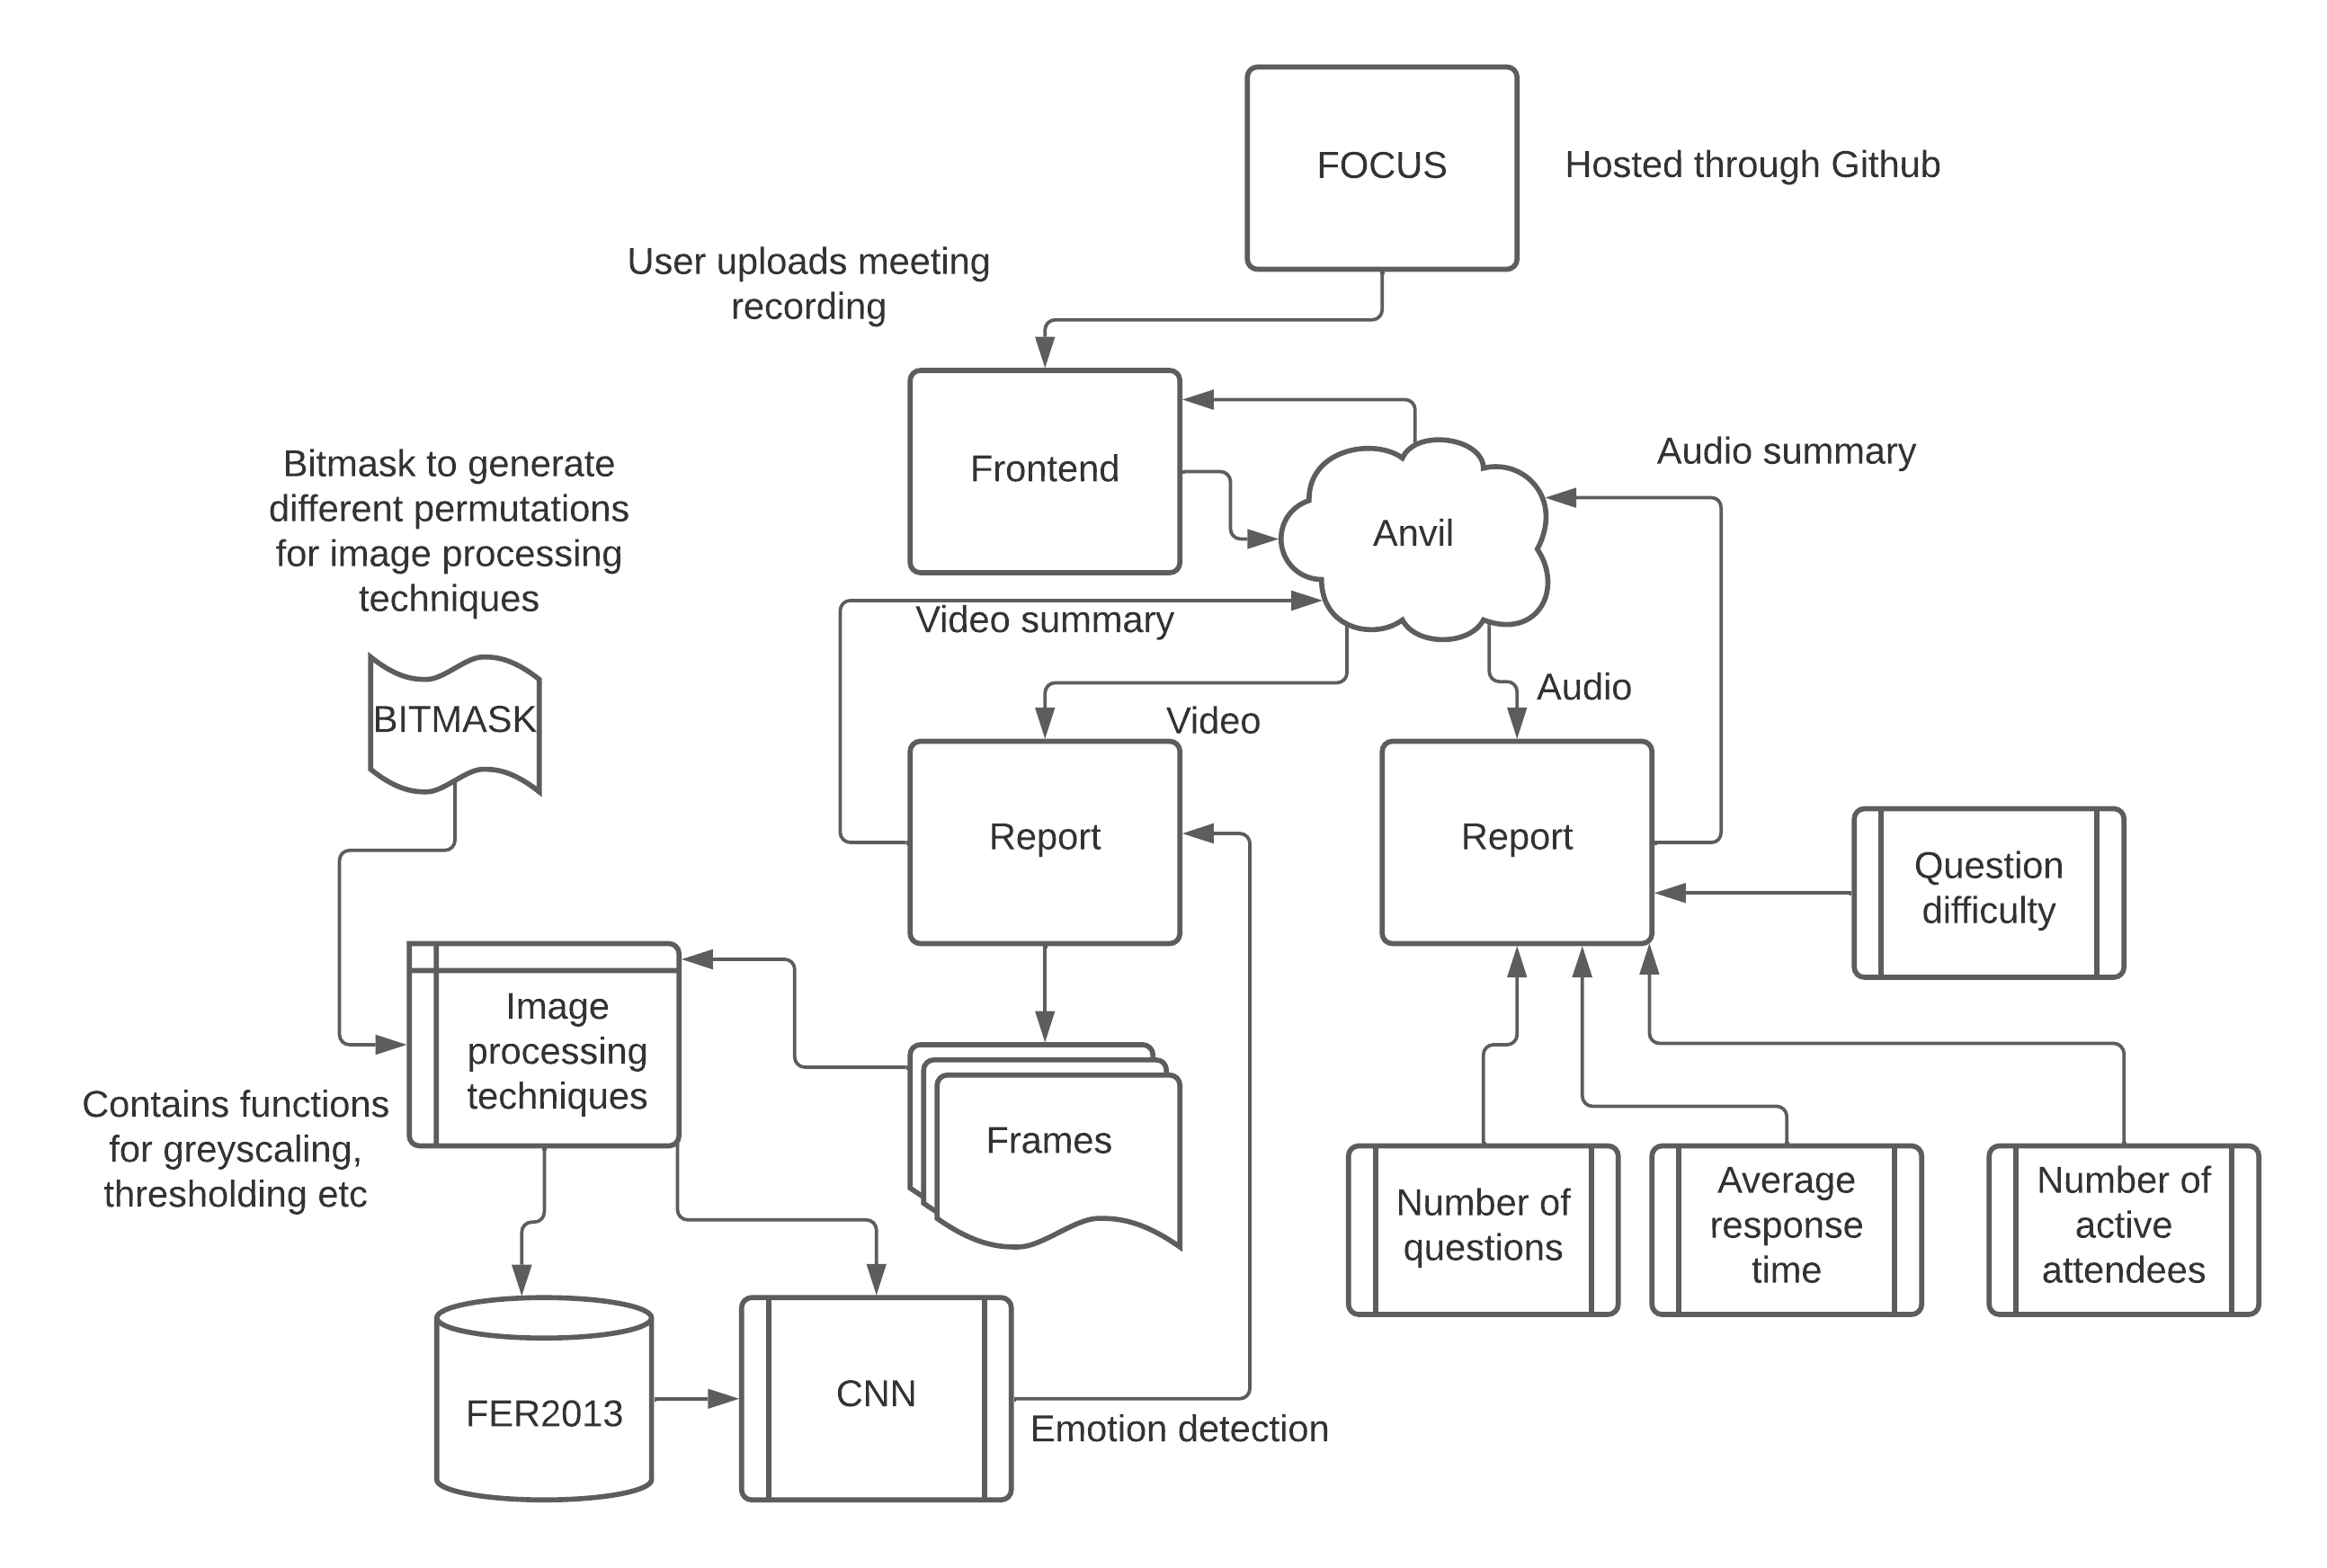 FOCUS
Hosted through Github
User uploads meeting
recording
Frontend
Anvil
Audio summary
Bitmask to generate
different permutations
for image processing
techniques
Video summary
BITMASK
Video
Audio
Report
Report
Question
difficulty
Image
processing
techniques
Contains functions
for greyscaling,
thresholding etc
Frames
Number of
questions
Average
response
time
Number of
active
attendees
FER2013
CNN
Emotion detection